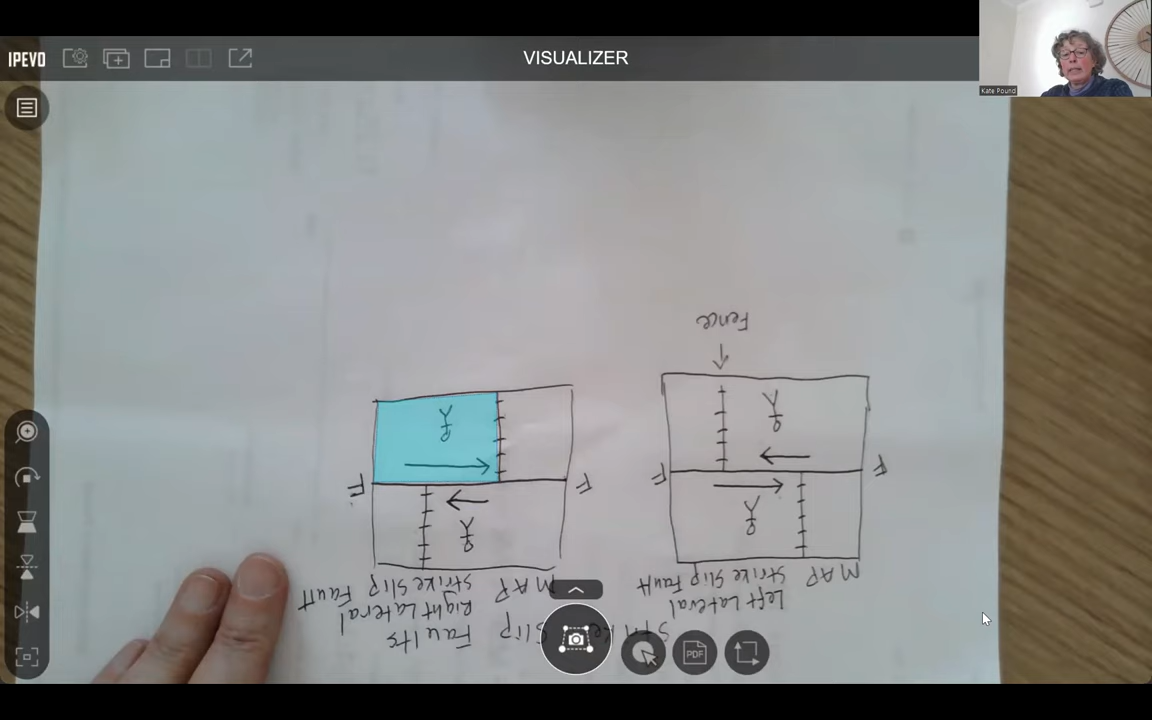 IPEVO
VISUALIZER
Kate Pound
Strike Slip Faults
Left Lateral
Strike Slip Fault
MAP
Right Lateral
Strike Slip Fault
MAP
F
F
F
F
Fence
PDF